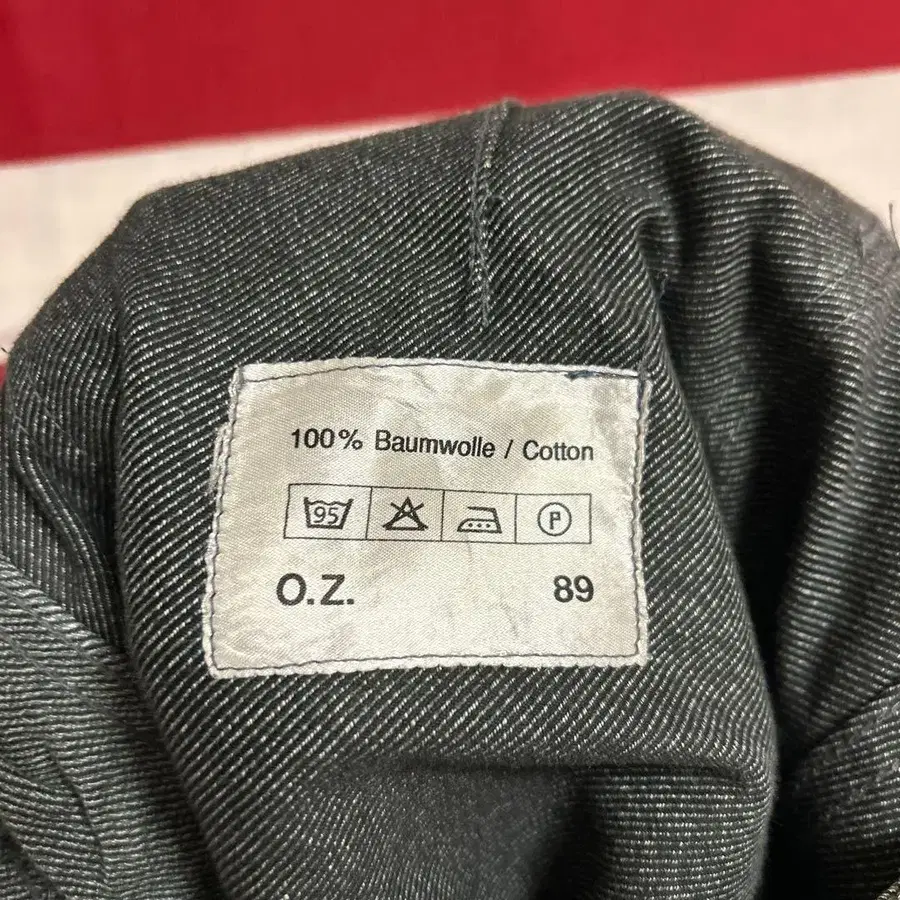 100% Baumwolle / Cotton
95 P
O.Z. 89